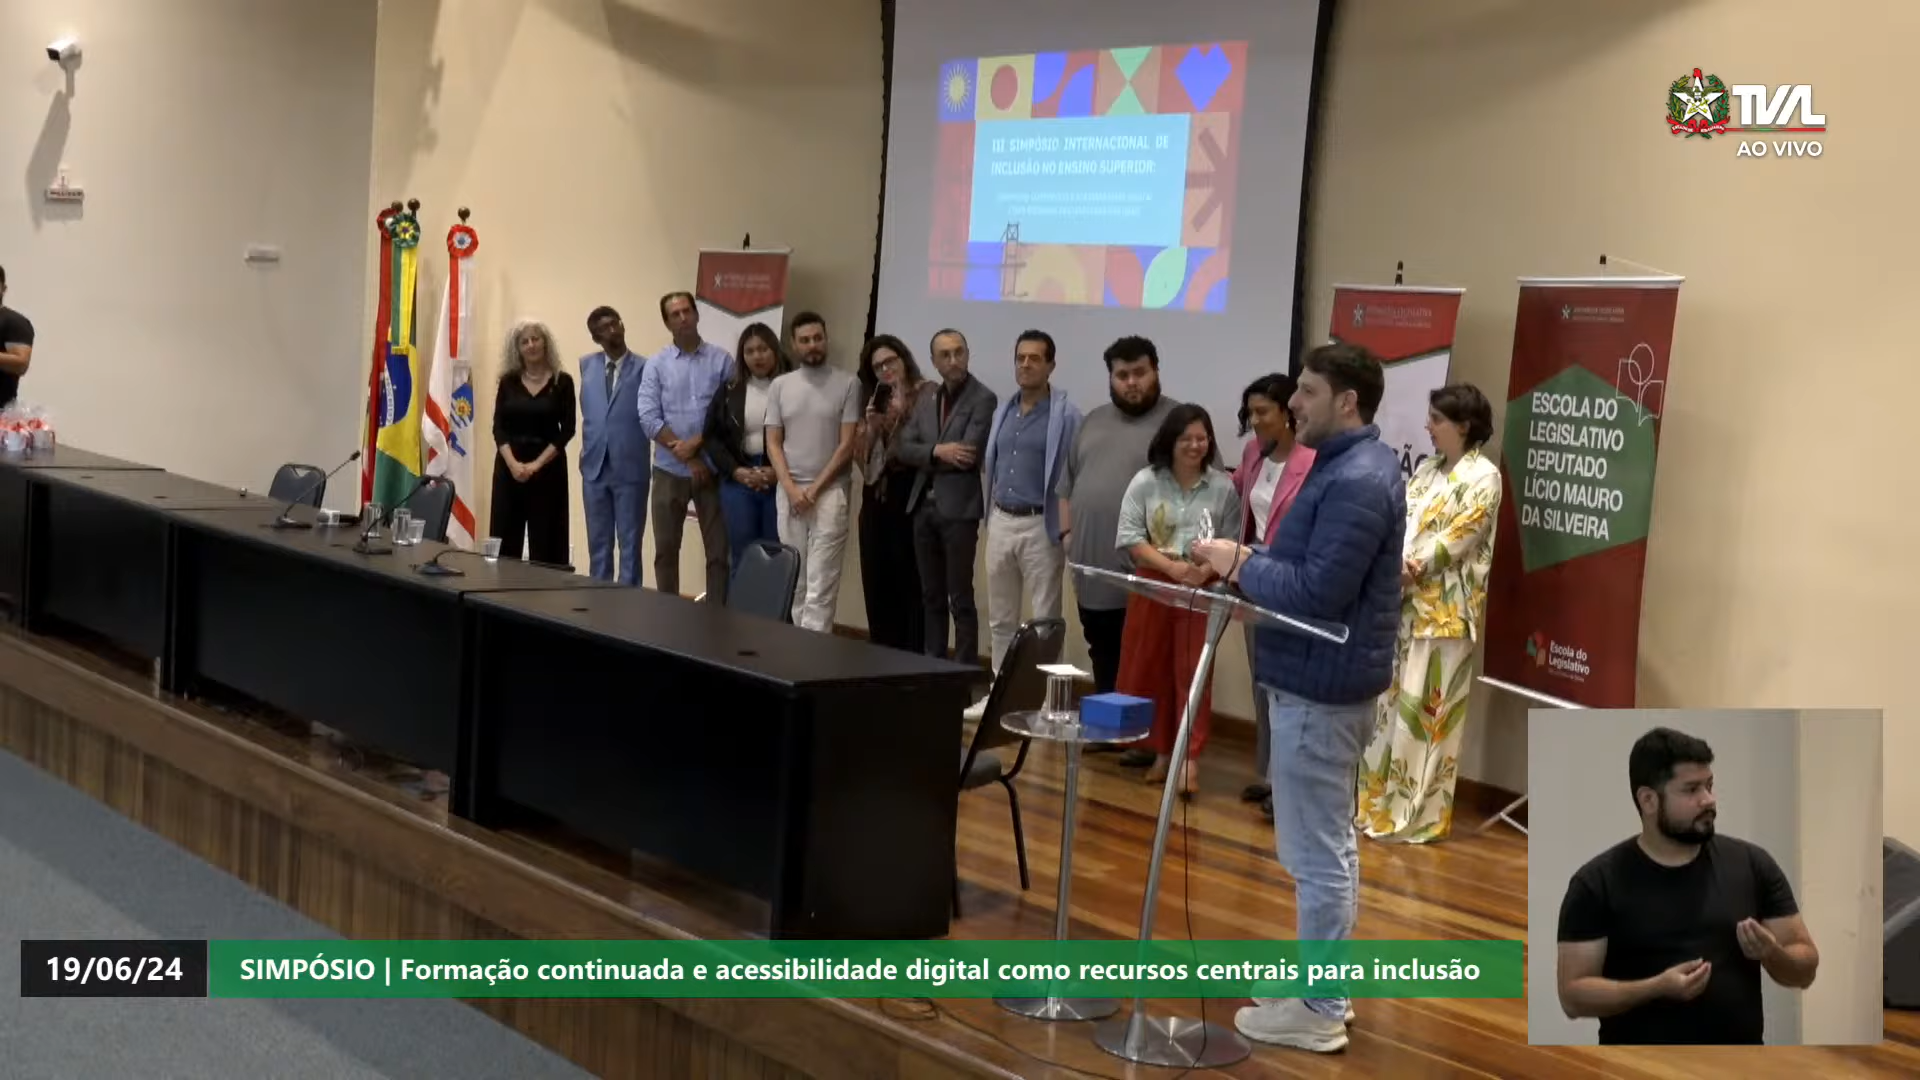 TVAL
AO VIVO
III SIMPÓSIO INTERNACIONAL DE
INCLUSÃO NO ENSINO SUPERIOR:
ESCOLA DO
LEGISLATIVO
DEPUTADO
LÍCIO MAURO
DA SILVEIRA
Escola do
Legislativo
19/06/24
SIMPÓSIO | Formação continuada e acessibilidade digital como recursos centrais para inclusão